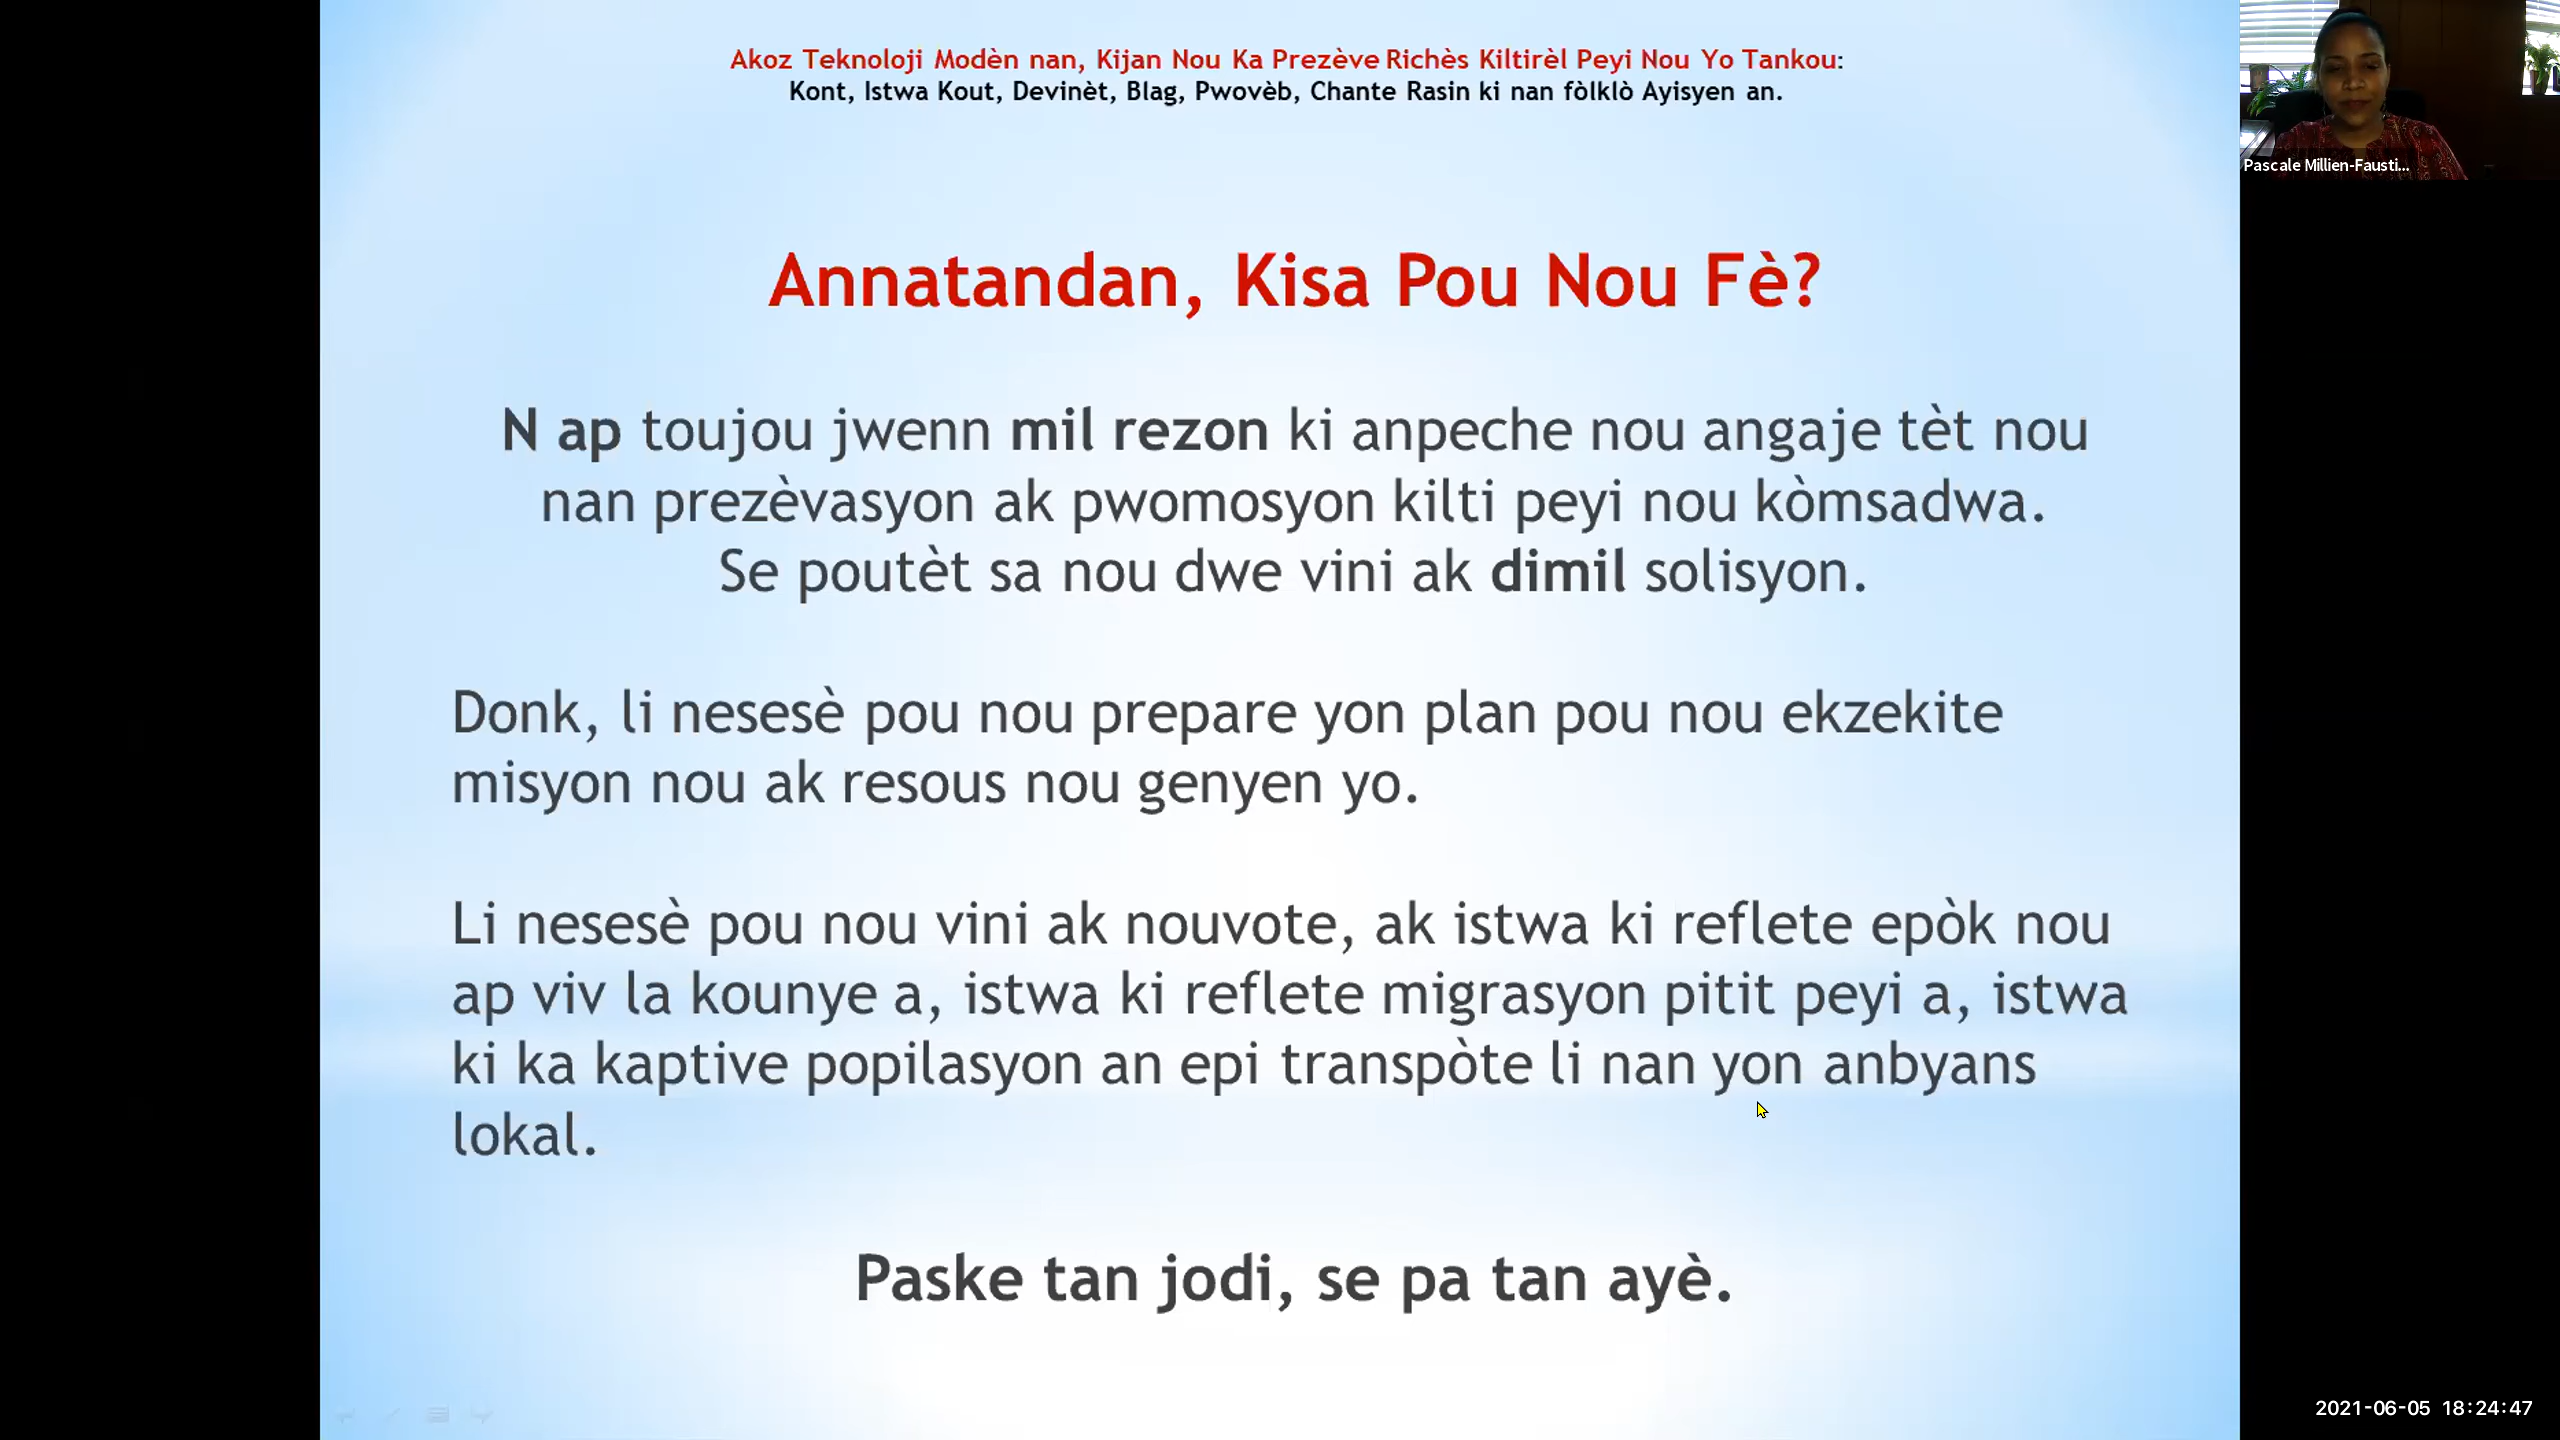 Akoz Teknoloji Modèn nan, Kijan Nou Ka Prezève Richès Kiltirèl Peyi Nou Yo Tankou:
Kont, Istwa Kout, Devinèt, Blag, Pwovèb, Chante Rasin ki nan fòlklò Ayisyen an.
Pascale Millien-Fausti...
Annatandan, Kisa Pou Nou Fè?
N ap toujou jwenn mil rezon ki anpeche nou angaje tèt nou
nan prezèvasyon ak pwomosyon kilti peyi nou kòmsadwa.
Se poutèt sa nou dwe vini ak dimil solisyon.
Donk, li nesesè pou nou prepare yon plan pou nou ekzekite
misyon nou ak resous nou genyen yo.
Li nesesè pou nou vini ak nouvote, ak istwa ki reflete epòk nou
ap viv la kounye a, istwa ki reflete migrasyon pitit peyi a, istwa
ki ka kaptive popilasyon an epi transpòte li nan yon anbyans
lokal.
Paske tan jodi, se pa tan ayè.
2021-06-05 18:24:47